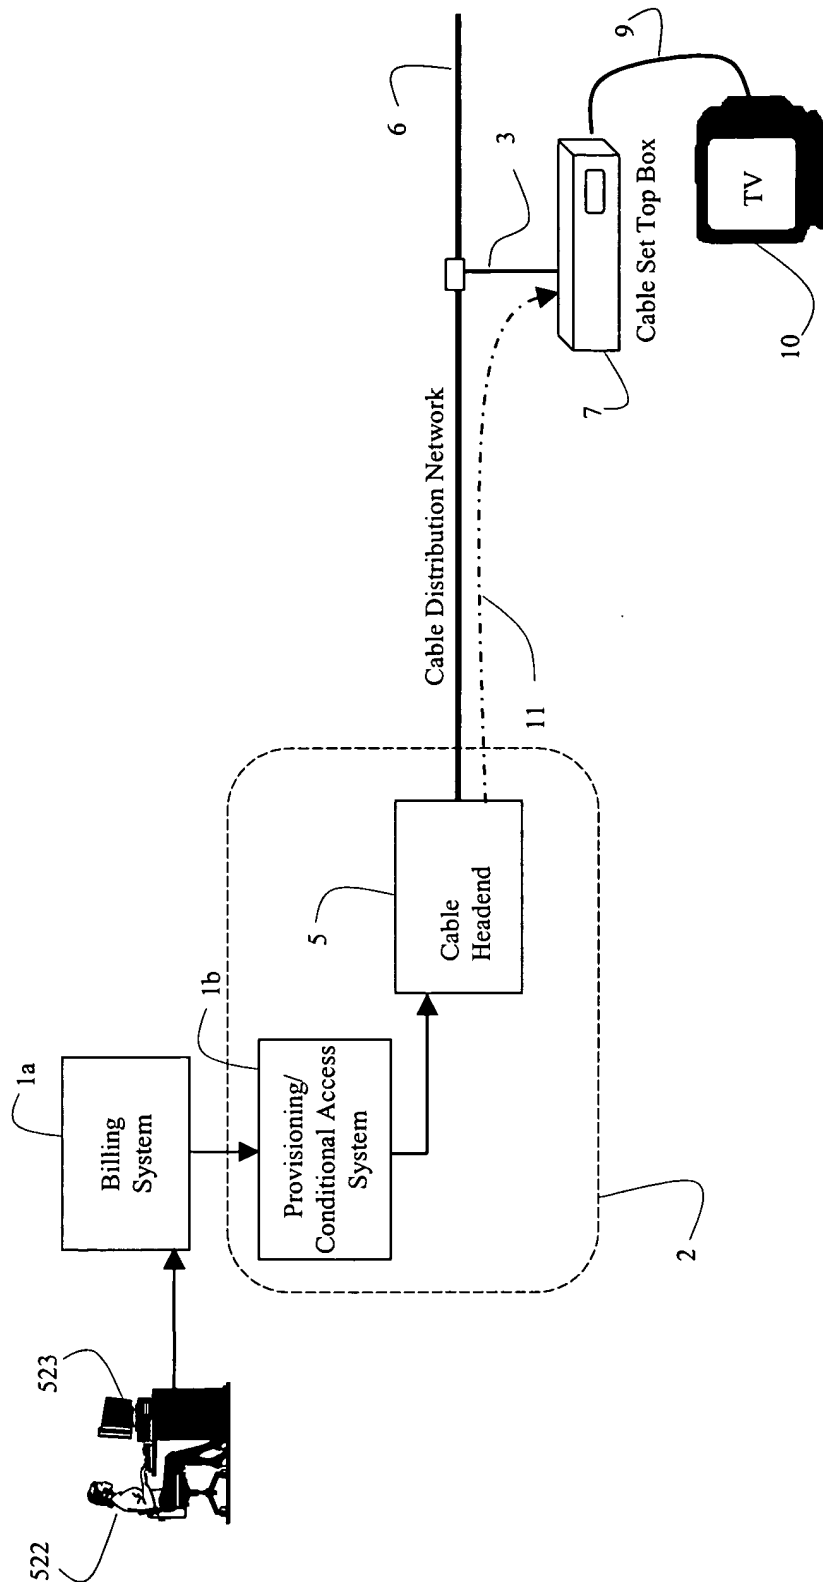 522
523
1a
Billing
System
1b
Provisioning/
Conditional Access
System
2
5
Cable
Headend
11
Cable Distribution Network
6
3
7
Cable Set Top Box
9
TV
10